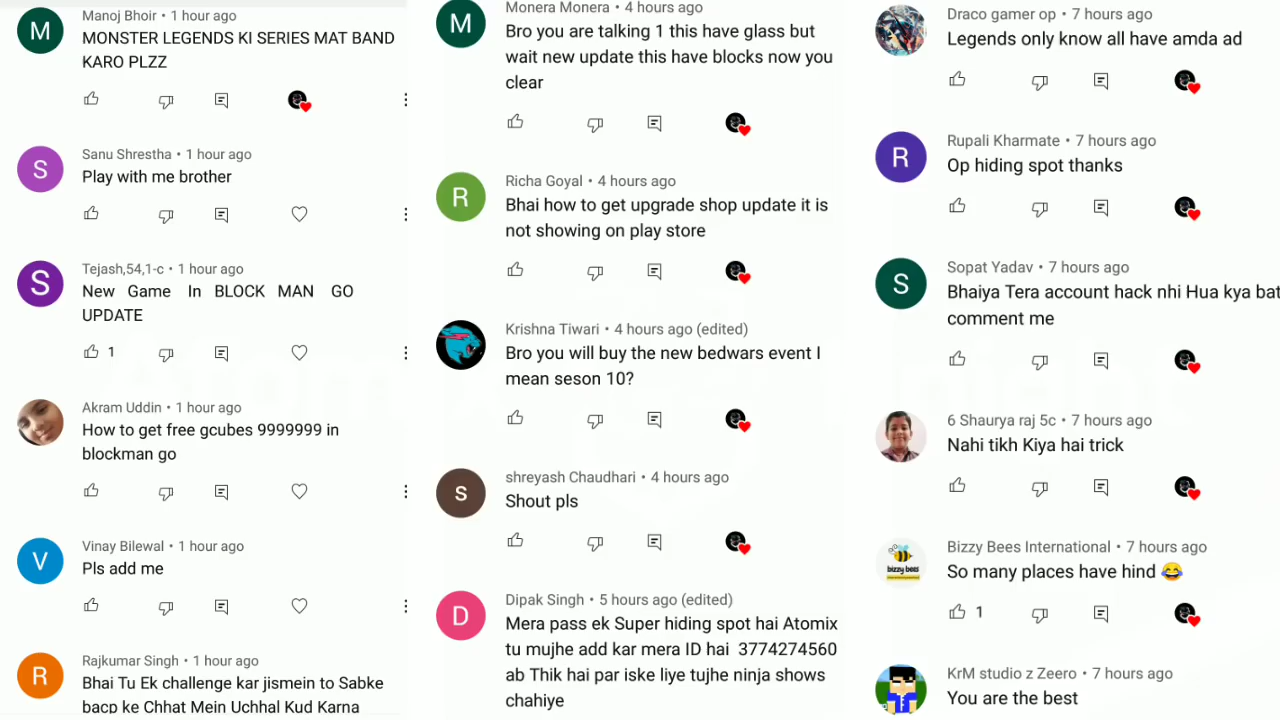 Manoj Bhoir • 1 hour ago
MONSTER LEGENDS KI SERIES MAT BAND
KARO PLZZ
Sanu Shrestha • 1 hour ago
S
Play with me brother
Tejash,54,1-c • 1 hour ago
S
New Game In BLOCK MAN GO
UPDATE
1
Akram Uddin • 1 hour ago
How to get free gcubes 9999999 in
blockman go
Vinay Bilewal • 1 hour ago
V
Pls add me
Rajkumar Singh • 1 hour ago
R
Bhai Tu Ek challenge kar jismein to Sabke
bacp ke Chhat Mein Uchhal Kud Karna
M
Monera Monera • 4 hours ago
M
Bro you are talking 1 this have glass but
wait new update this have blocks now you
clear
Richa Goyal • 4 hours ago
R
Bhai how to get upgrade shop update it is
not showing on play store
Krishna Tiwari • 4 hours ago (edited)
Bro you will buy the new bedwars event I
mean seson 10?
shreyash Chaudhari • 4 hours ago
s
Shout pls
Dipak Singh • 5 hours ago (edited)
D
Mera pass ek Super hiding spot hai Atomix
tu mujhe add kar mera ID hai 3774274560
ab Thik hai par iske liye tujhe ninja shows
chahiye
Draco gamer op • 7 hours ago
Legends only know all have amda ad
Rupali Kharmate • 7 hours ago
R
Op hiding spot thanks
Sopat Yadav • 7 hours ago
S
Bhaiya Tera account hack nhi Hua kya bat
comment me
6 Shaurya raj 5c • 7 hours ago
Nahi tikh Kiya hai trick
Bizzy Bees International • 7 hours ago
bizzy bees
So many places have hind 😂
1
KrM studio z Zeero • 7 hours ago
You are the best